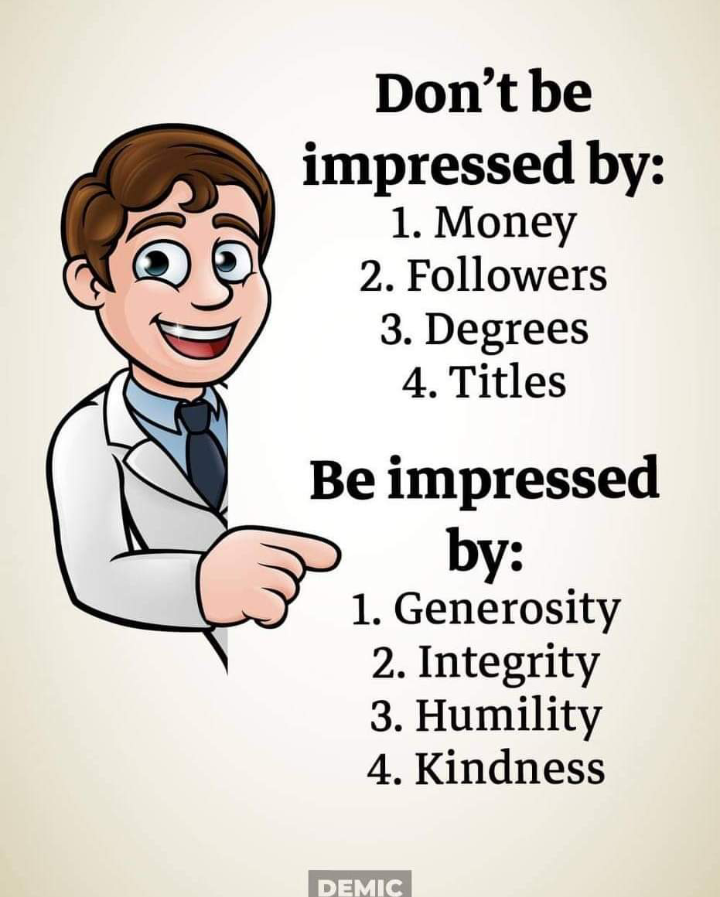 Don’t be
impressed by:
1. Money
2. Followers
3. Degrees
4. Titles
Be impressed
by:
1. Generosity
2. Integrity
3. Humility
4. Kindness
DEMIC